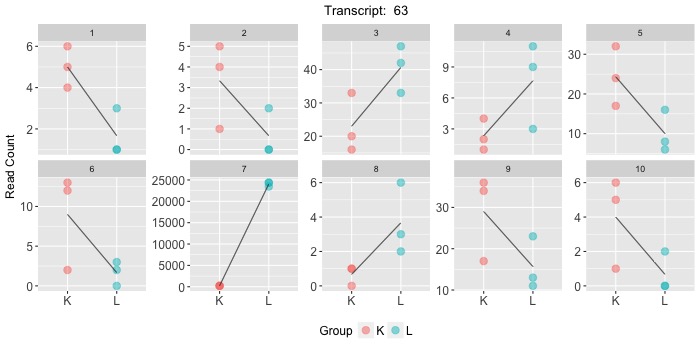 Transcript: 63
1 2 3 4 5
6 5 40 9 30
4 4 30 6 20
2 3 20 3 10
2
1
0
Read Count
6 7 8 9 10
10 25000 6 30 6
5 20000 4 20 4
0 15000 2 10 2
10000 0 0
5000
0
K L K L K L K L K L
Group K L